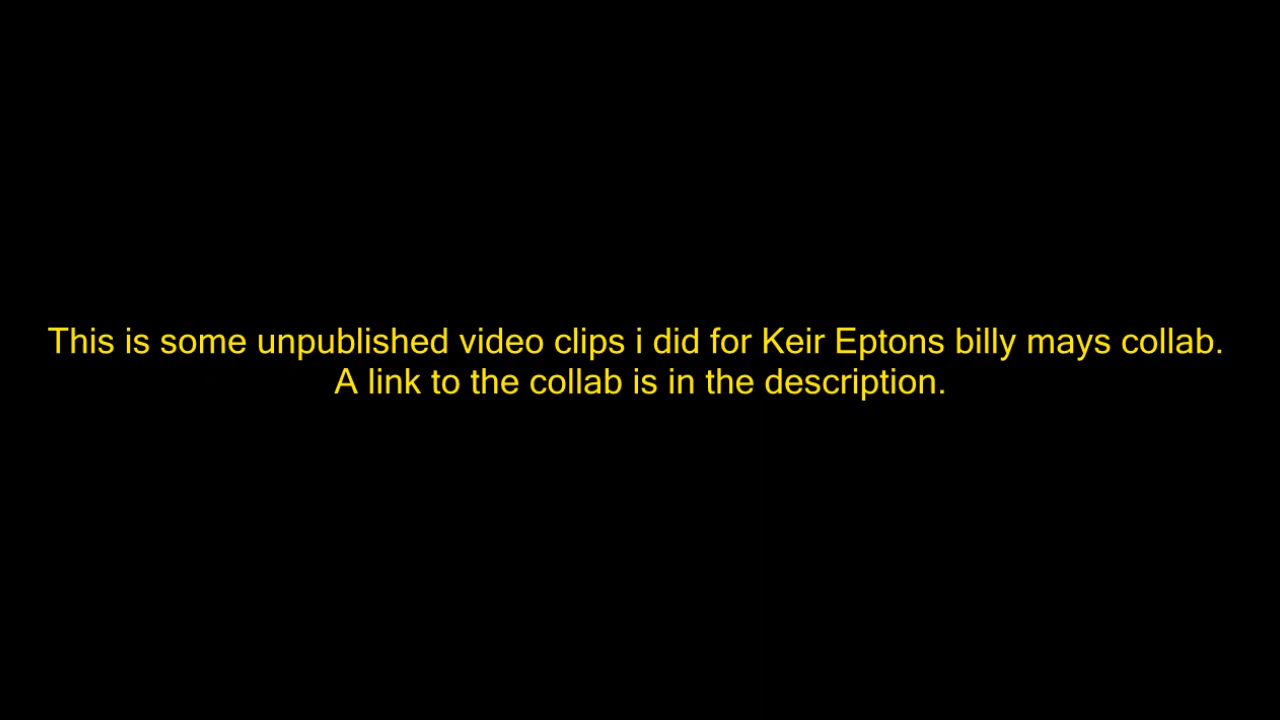 This is some unpublished video clips i did for Keir Eptons billy mays collab.
A link to the collab is in the description.